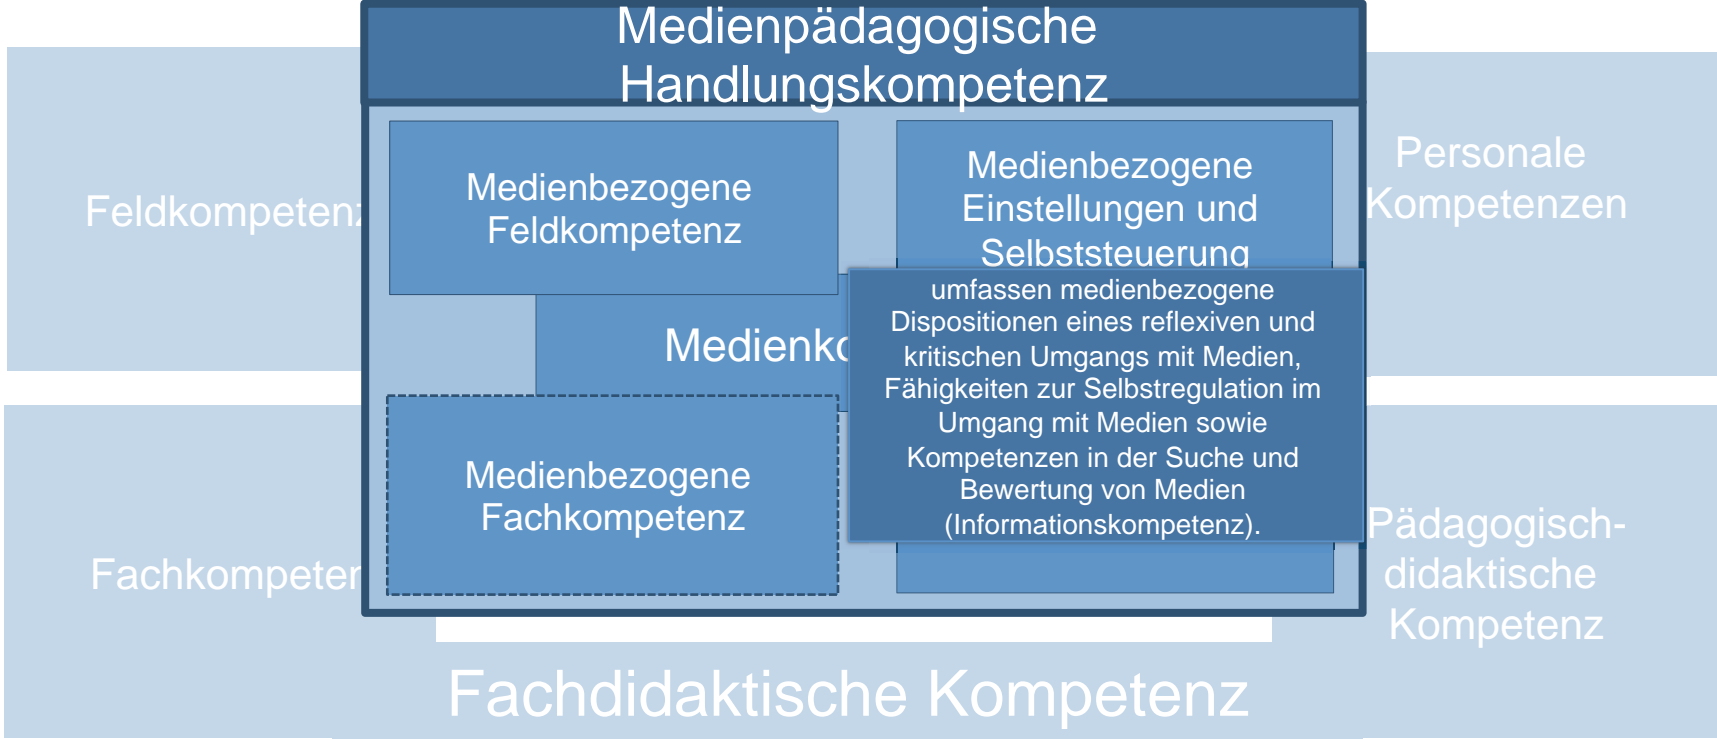 Medienpädagogische
Handlungskompetenz
Feldkompetenz
Medienbezogene
Feldkompetenz
Medienbezogene
Einstellungen und
Selbststeuerung
Personale
Kompetenzen
Medienko
umfassen medienbezogene
Dispositionen eines reflexiven und
kritischen Umgangs mit Medien,
Fähigkeiten zur Selbstregulation im
Umgang mit Medien sowie
Kompetenzen in der Suche und
Bewertung von Medien
(Informationskompetenz).
Fachkompeten
Medienbezogene
Fachkompetenz
Pädagogisch-
didaktische
Kompetenz
Fachdidaktische Kompetenz